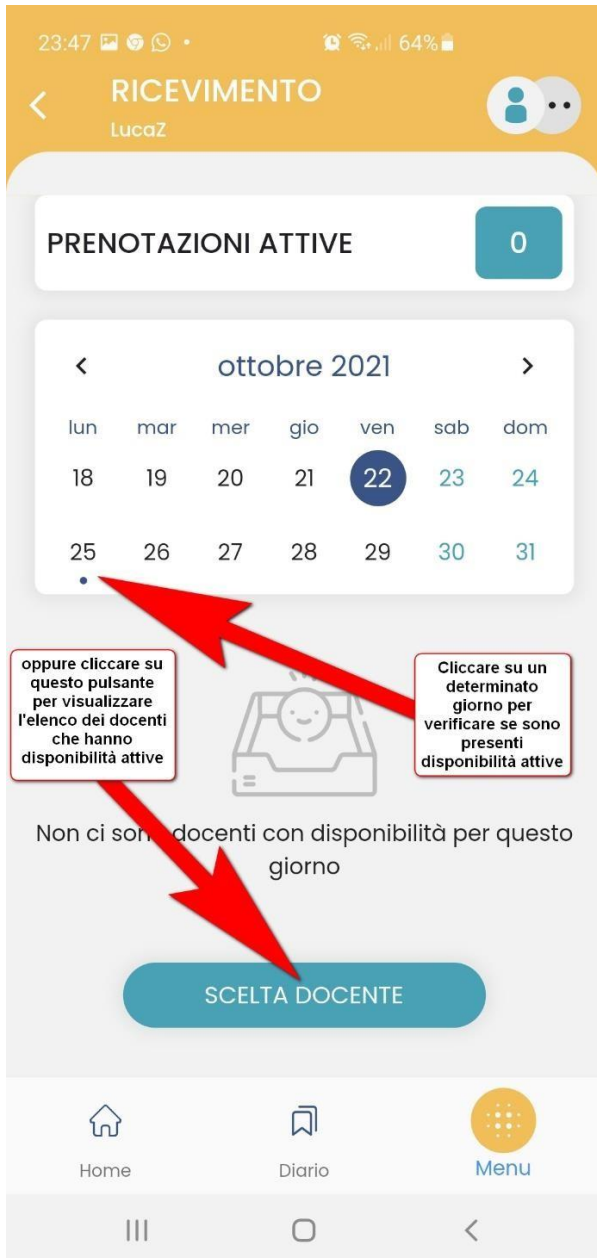 23:47 64%
RICEVIMENTO
LucaZ
PRENOTAZIONI ATTIVE 0
ottobre 2021
lun mar mer gio ven sab dom
18 19 20 21 22 23 24
25 26 27 28 29 30 31
oppure cliccare su
questo pulsante
per visualizzare
l'elenco dei docenti
che hanno
disponibilità attive
Cliccare su un
determinato
giorno per
verificare se sono
presenti
disponibilità attive
Non ci sono docenti con disponibilità per questo
giorno
SCELTA DOCENTE
Home Diario Menu